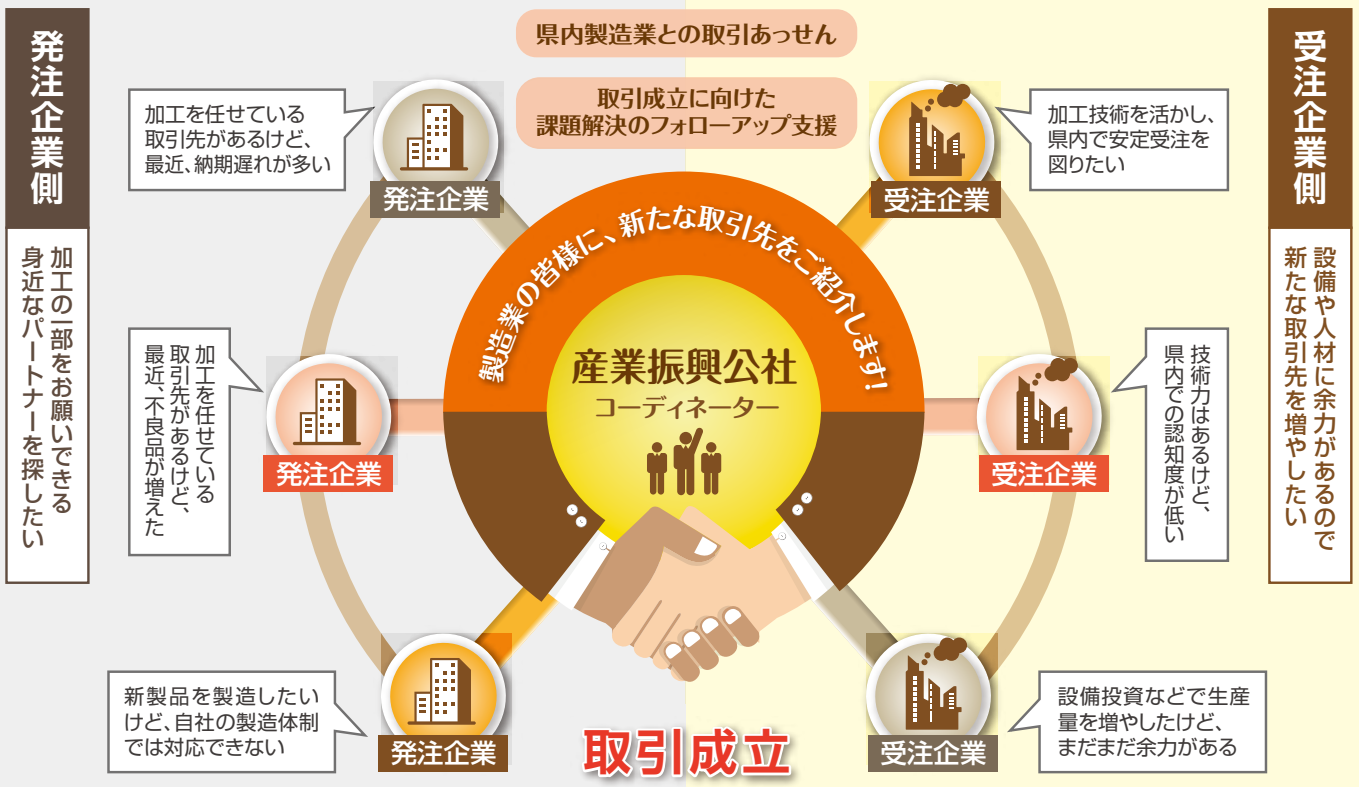 県内製造業との取引あっせん
取引成立に向けた
課題解決のフォローアップ支援
発注企業側
加工の一部をお願いできる
身近なパートナーを探したい
加工を任せている
取引先があるけど、
最近、納期遅れが多い
発注企業
加工を任せている
取引先があるけど、
最近、不良品が増えた
発注企業
新製品を製造したい
けど、自社の製造体制
では対応できない
発注企業
製造業の皆様に、新たな取引先をご紹介します!
産業振興公社
コーディネーター
取引成立
受注企業
加工技術を活かし、
県内で安定受注を
図りたい
受注企業
技術力はあるけど、
県内での認知度が低い
受注企業
設備投資などで生産
量を増やしたけど、
まだまだ余力がある
受注企業側
設備や人材に余力があるので
新たな取引先を増やしたい